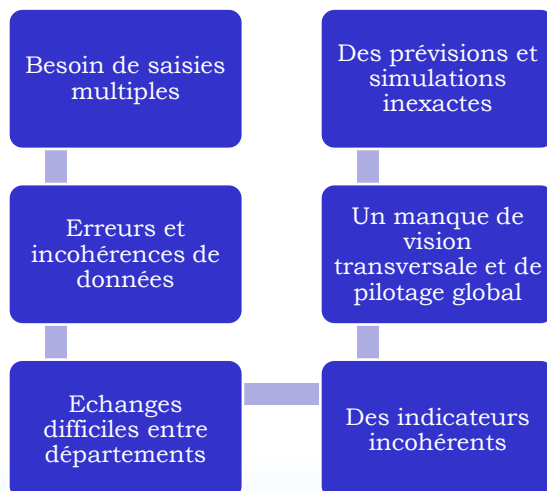 Besoin de saisies
multiples
Erreurs et
incohérences de
données
Echanges
difficiles entre
départements
Des indicateurs
incohérents
Un manque de
vision
transversale et de
pilotage global
Des prévisions et
simulations
inexactes